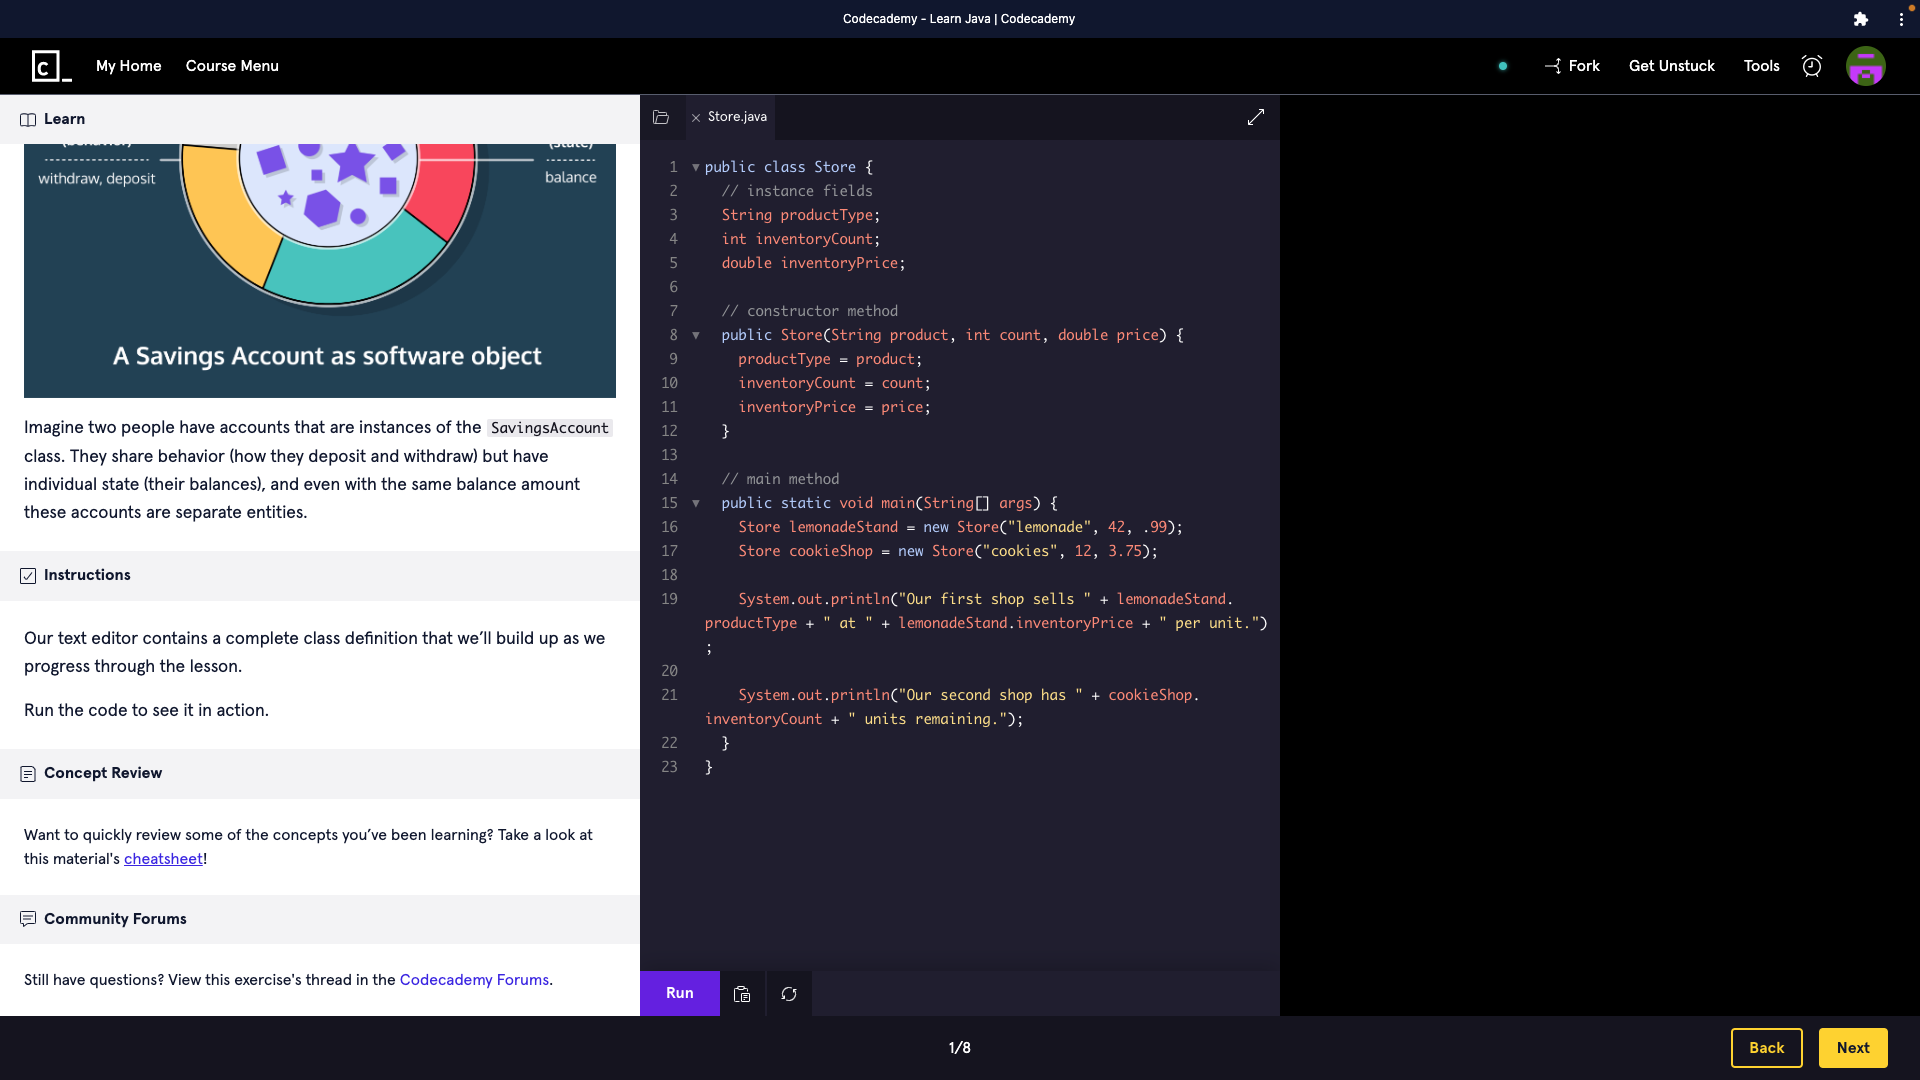 Codecademy - Learn Java | Codecademy
My Home
Course Menu
Fork
Get Unstuck
Tools
Learn
withdraw, deposit
balance
A Savings Account as software object
Imagine two people have accounts that are instances of the SavingsAccount
class. They share behavior (how they deposit and withdraw) but have
individual state (their balances), and even with the same balance amount
these accounts are separate entities.
Instructions
Our text editor contains a complete class definition that we’ll build up as we
progress through the lesson.
Run the code to see it in action.
Concept Review
Want to quickly review some of the concepts you’ve been learning? Take a look at
this material's cheatsheet!
Community Forums
Still have questions? View this exercise's thread in the Codecademy Forums.
Store.java
1 public class Store {
2 // instance fields
3 String productType;
4 int inventoryCount;
5 double inventoryPrice;
6
7 // constructor method
8 public Store(String product, int count, double price) {
9 productType = product;
10 inventoryCount = count;
11 inventoryPrice = price;
12 }
13
14 // main method
15 public static void main(String[] args) {
16 Store lemonadeStand = new Store("lemonade", 42, .99);
17 Store cookieShop = new Store("cookies", 12, 3.75);
18
19 System.out.println("Our first shop sells " + lemonadeStand.
productType + " at " + lemonadeStand.inventoryPrice + " per unit.")
;
20
21 System.out.println("Our second shop has " + cookieShop.
inventoryCount + " units remaining.");
22 }
23 }
Run
1/8
Back
Next